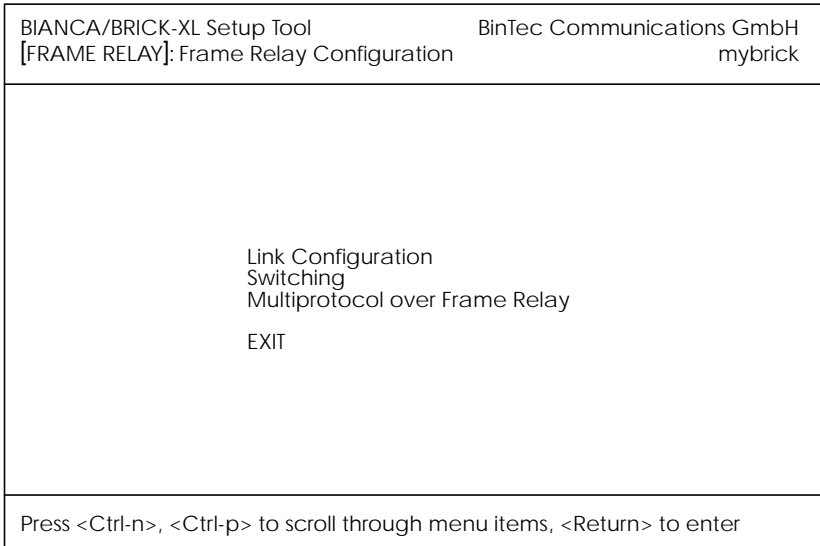 BIANCA/BRICK-XL Setup Tool BinTec Communications GmbH
[FRAME RELAY]: Frame Relay Configuration mybrick
Link Configuration
Switching
Multiprotocol over Frame Relay
EXIT
Press <Ctrl-n>, <Ctrl-p> to scroll through menu items, <Return> to enter